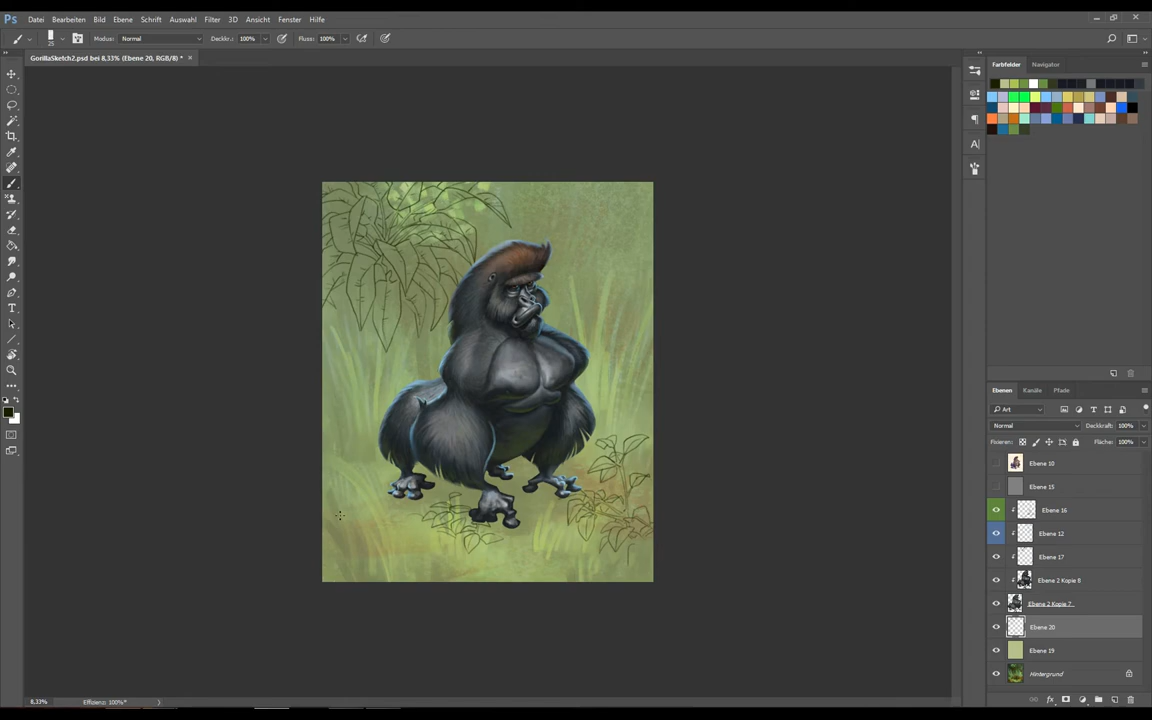 Ps Datei Bearbeiten Bild Ebene Schrift Auswahl Filter 3D Ansicht Fenster Hilfe
25 Modus: Normal Deckkr.: 100% Fluss: 100%
GorillaSketch2.psd bei 8,33% (Ebene 20, RGB/8) *
Farbfelder Navigator
Ebenen Kanäle Pfade
Art
Normal Deckkraft: 100%
Fixieren: Fläche: 100%
Ebene 10
Ebene 15
Ebene 16
Ebene 12
Ebene 17
Ebene 2 Kopie 8
Ebene 2 Kopie 7
Ebene 20
Ebene 19
Hintergrund
8,33% Effizienz: 100%*